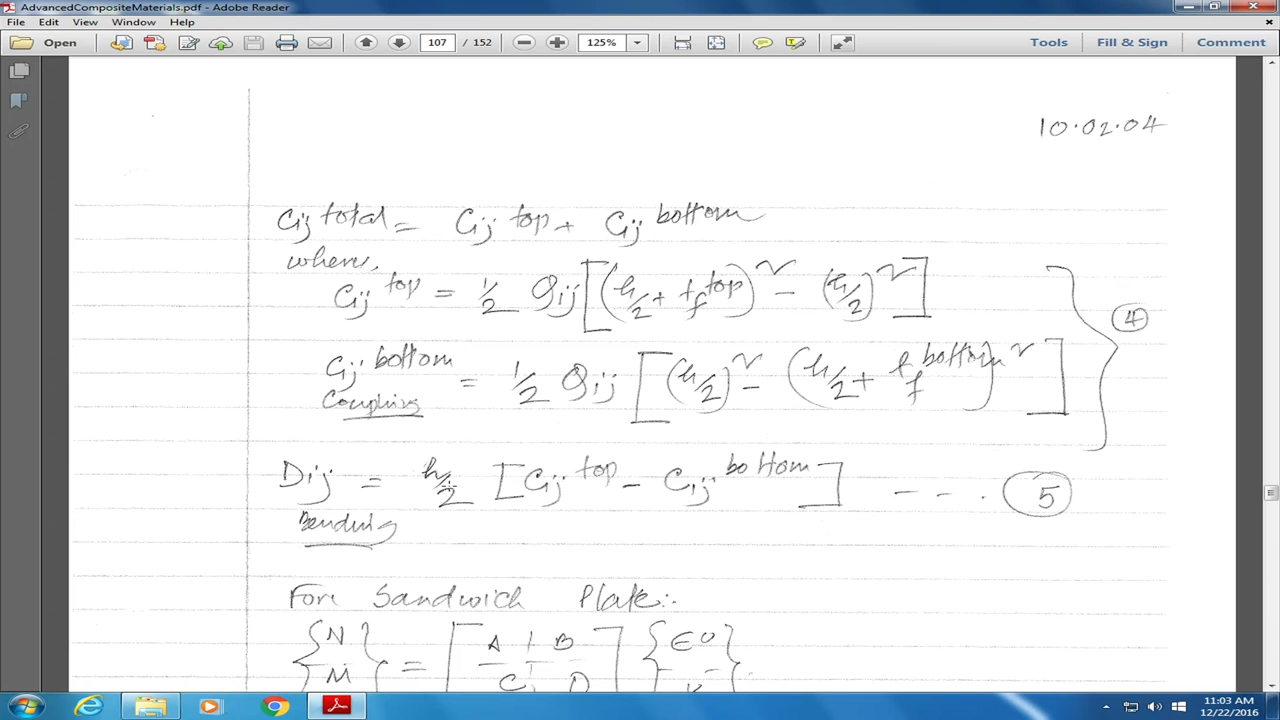 AdvancedCompositeMaterials.pdf - Adobe Reader
File Edit View Window Help
Open 107 / 152 125% Tools Fill & Sign Comment
10.02.04
Cij total = Cij top + Cij bottom
where,
Cij top = 1/2 Qij [(h/2 + tf top)² - (h/2)²]
Cij bottom = 1/2 Qij [(h/2)² - (h/2 + tf bottom)²]
4
Coupling
Dij = h/2 [Cij top - Cij bottom] - - . 5
Bending
For Sandwich Plate:-
{N = [A B {ε0
M C D K
11:03 AM
12/22/2016